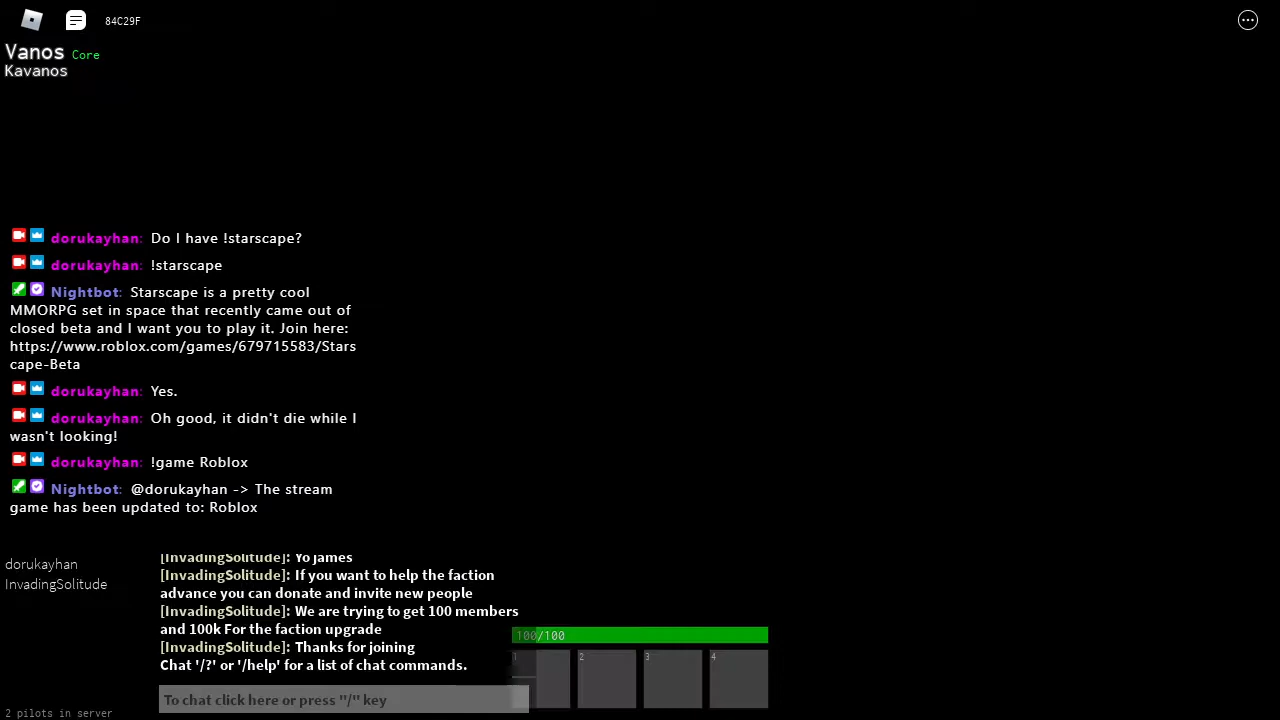 84C29F
Vanos Core
Kavanos
dorukayhan: Do I have !starscape?
dorukayhan: !starscape
Nightbot: Starscape is a pretty cool
MMORPG set in space that recently came out of
closed beta and I want you to play it. Join here:
https://www.roblox.com/games/679715583/Stars
cape-Beta
dorukayhan: Yes.
dorukayhan: Oh good, it didn't die while I
wasn't looking!
dorukayhan: !game Roblox
Nightbot: @dorukayhan -> The stream
game has been updated to: Roblox
dorukayhan
InvadingSolitude
[InvadingSolitude]: Yo james
[InvadingSolitude]: If you want to help the faction
advance you can donate and invite new people
[InvadingSolitude]: We are trying to get 100 members
and 100k For the faction upgrade
[InvadingSolitude]: Thanks for joining
Chat '/?' or '/help' for a list of chat commands.
To chat click here or press "/" key
100/100
1 2 3 4
2 pilots in server